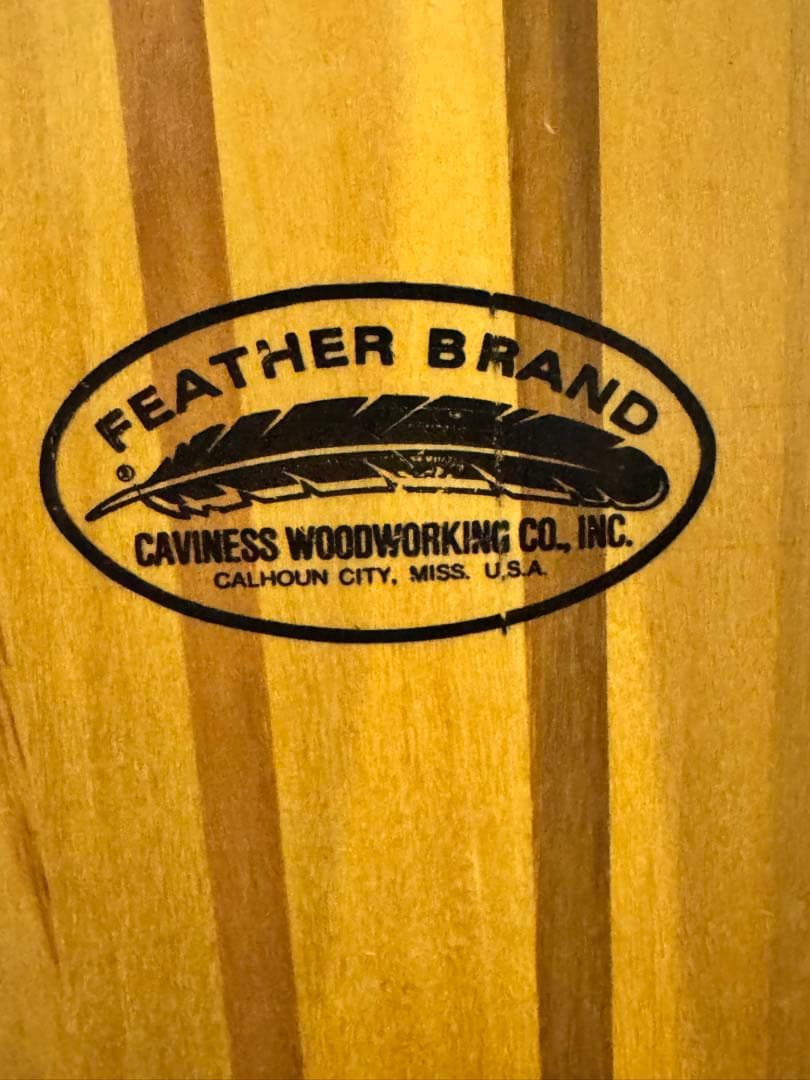 FEATHER BRAND
®
CAVINESS WOODWORKING CO., INC.
CALHOUN CITY, MISS. U.S.A.